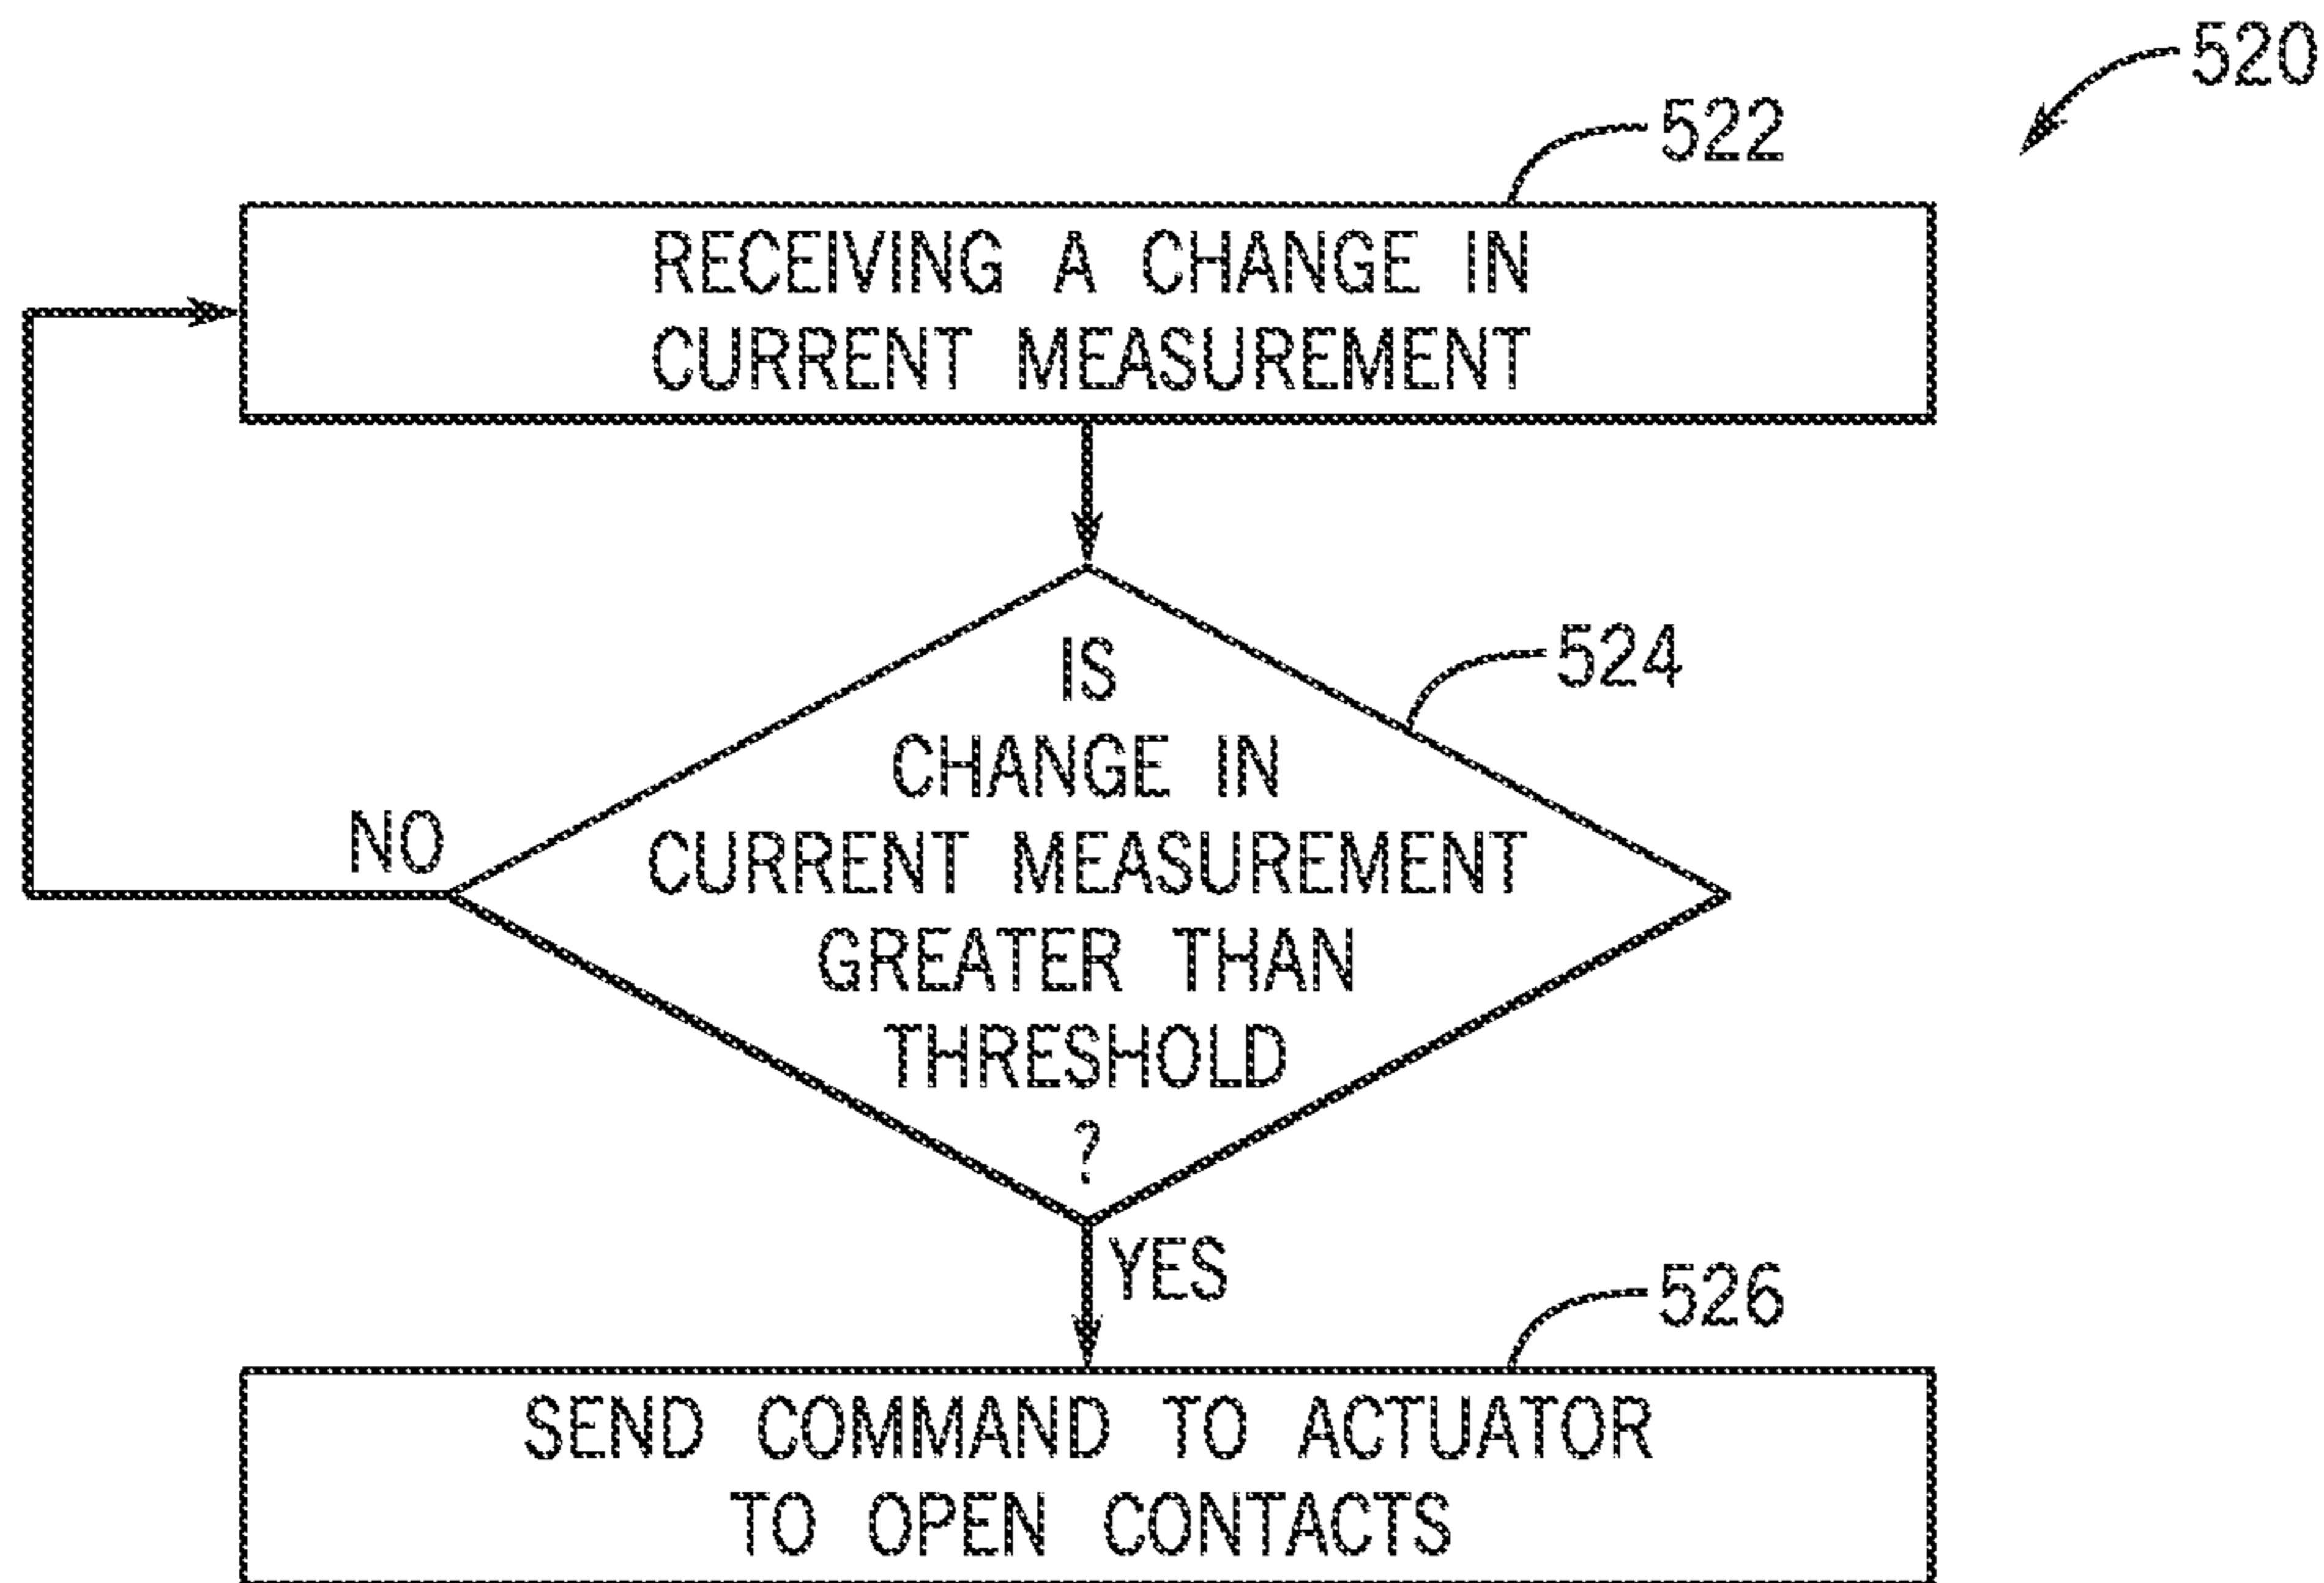 520
522
RECEIVING A CHANGE IN
CURRENT MEASUREMENT
524
IS
CHANGE IN
CURRENT MEASUREMENT
GREATER THAN
THRESHOLD
?
NO
YES
526
SEND COMMAND TO ACTUATOR
TO OPEN CONTACTS